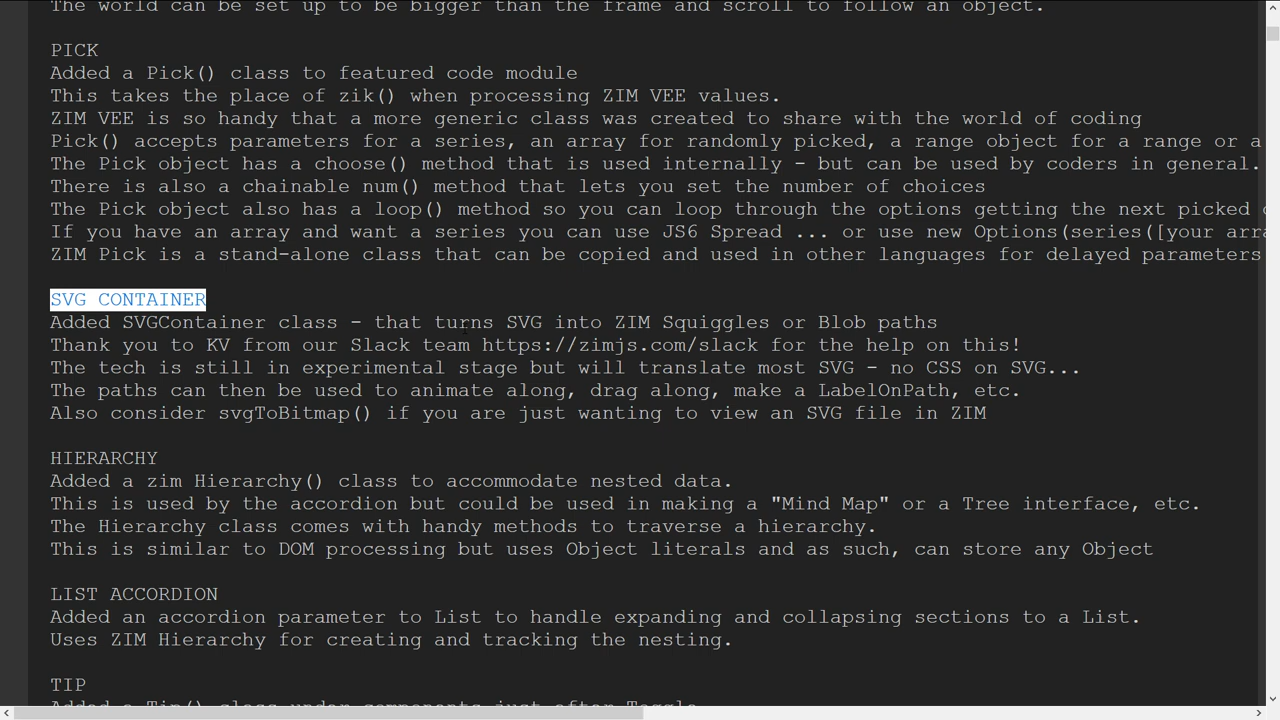 The world can be set up to be bigger than the frame and scroll to follow an object.
PICK
Added a Pick() class to featured code module
This takes the place of zik() when processing ZIM VEE values.
ZIM VEE is so handy that a more generic class was created to share with the world of coding
Pick() accepts parameters for a series, an array for randomly picked, a range object for a range or a
The Pick object has a choose() method that is used internally - but can be used by coders in general.
There is also a chainable num() method that lets you set the number of choices
The Pick object also has a loop() method so you can loop through the options getting the next picked
If you have an array and want a series you can use JS6 Spread ... or use new Options(series([your
ZIM Pick is a stand-alone class that can be copied and used in other languages for delayed parameters
SVG CONTAINER
Added SVGContainer class - that turns SVG into ZIM Squiggles or Blob paths
Thank you to KV from our Slack team https://zimjs.com/slack for the help on this!
The tech is still in experimental stage but will translate most SVG - no CSS on SVG...
The paths can then be used to animate along, drag along, make a LabelOnPath, etc.
Also consider svgToBitmap() if you are just wanting to view an SVG file in ZIM
HIERARCHY
Added a zim Hierarchy() class to accommodate nested data.
This is used by the accordion but could be used in making a "Mind Map" or a Tree interface, etc.
The Hierarchy class comes with handy methods to traverse a hierarchy.
This is similar to DOM processing but uses Object literals and as such, can store any Object
LIST ACCORDION
Added an accordion parameter to List to handle expanding and collapsing sections to a List.
Uses ZIM Hierarchy for creating and tracking the nesting.
TIP
Added a Tip() class under components just after Toggle